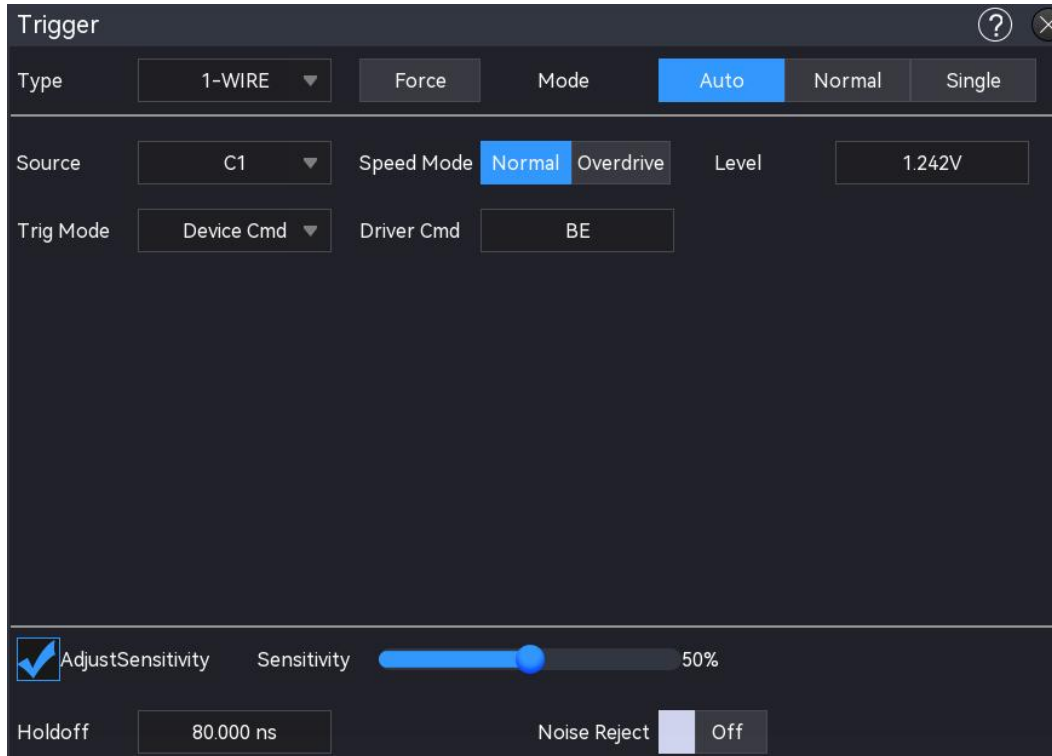 Trigger ?
Type 1-WIRE Force Mode Auto Normal Single
Source C1 Speed Mode Normal Overdrive Level 1.242V
Trig Mode Device Cmd Driver Cmd BE
AdjustSensitivity Sensitivity 50%
Holdoff 80.000 ns Noise Reject Off